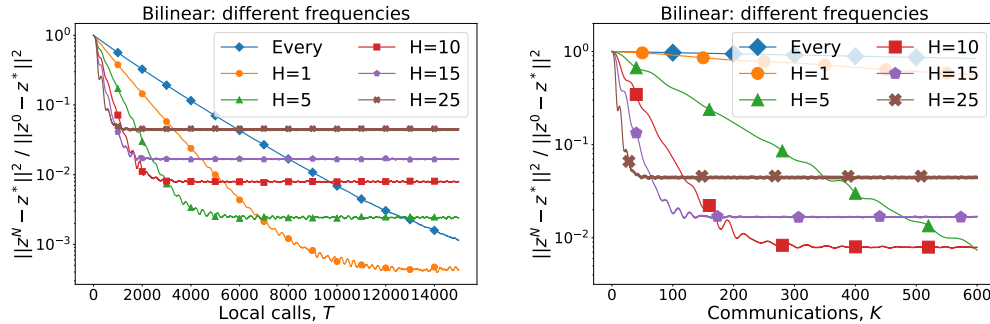 Bilinear: different frequencies
||z^N − z^*||^2 / ||z^0 − z^*||^2
10^0
10^{-1}
10^{-2}
10^{-3}
Every
H=1
H=5
H=10
H=15
H=25
0 2000 4000 6000 8000 10000 12000 14000
Local calls, T
Bilinear: different frequencies
||z^N − z^*||^2 / ||z^0 − z^*||^2
10^0
10^{-1}
10^{-2}
Every
H=1
H=5
H=10
H=15
H=25
0 100 200 300 400 500 600
Communications, K